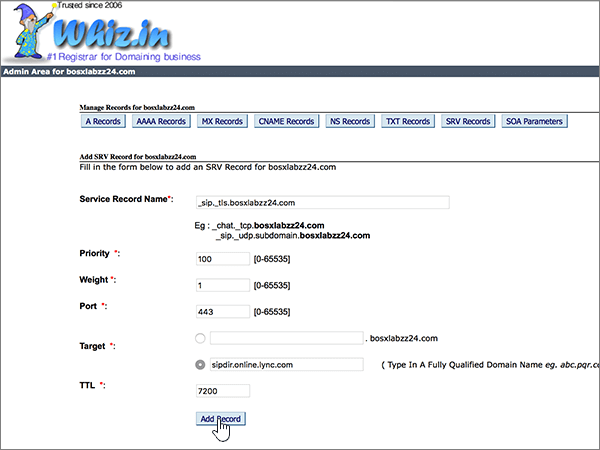 Trusted since 2006
Whiz.in
#1 Registrar for Domaining business
Admin Area for bosxlabzz24.com
Manage Records for bosxlabzz24.com
A Records AAAA Records MX Records CNAME Records NS Records TXT Records SRV Records SOA Parameters
Add SRV Record for bosxlabzz24.com
Fill in the form below to add an SRV Record for bosxlabzz24.com
Service Record Name*: _sip._tls.bosxlabzz24.com
Eg : _chat._tcp.bosxlabzz24.com
_sip._udp.subdomain.bosxlabzz24.com
Priority *: 100 [0-65535]
Weight *: 1 [0-65535]
Port *: 443 [0-65535]
. bosxlabzz24.com
Target *:
sipdir.online.lync.com ( Type In A Fully Qualified Domain Name eg. abc.pqr.co
TTL *: 7200
Add Record